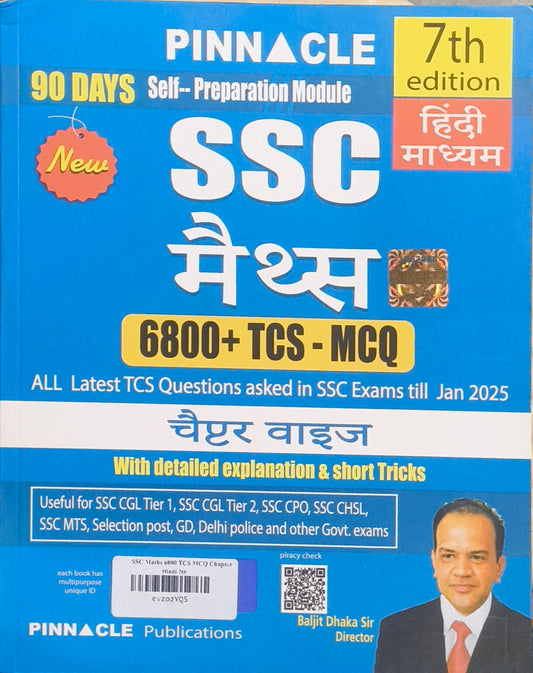 PINNACLE
7th
edition
90 DAYS Self-- Preparation Module
हिंदी
माध्यम
New
SSC
मैथ्स
6800+ TCS - MCQ
ALL Latest TCS Questions asked in SSC Exams till Jan 2025
चैप्टर वाइज
With detailed explanation & short Tricks
Useful for SSC CGL Tier 1, SSC CGL Tier 2, SSC CPO, SSC CHSL,
SSC MTS, Selection post, GD, Delhi police and other Govt. exams
each book has
multipurpose
unique ID
SSC Maths 6800 TCS MCQ Chapter
Hindi 7th
evzozYQS
piracy check
Baljit Dhaka Sir
Director
PINNACLE Publications